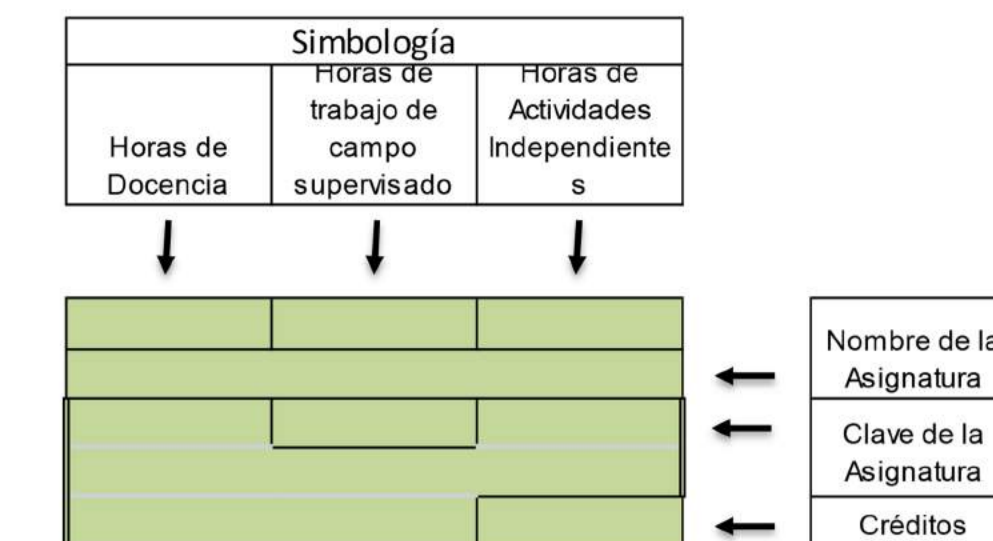 Simbología
Horas de
Docencia
Horas de
trabajo de
campo
supervisado
Horas de
Actividades
Independiente
s
Nombre de la
Asignatura
Clave de la
Asignatura
Créditos